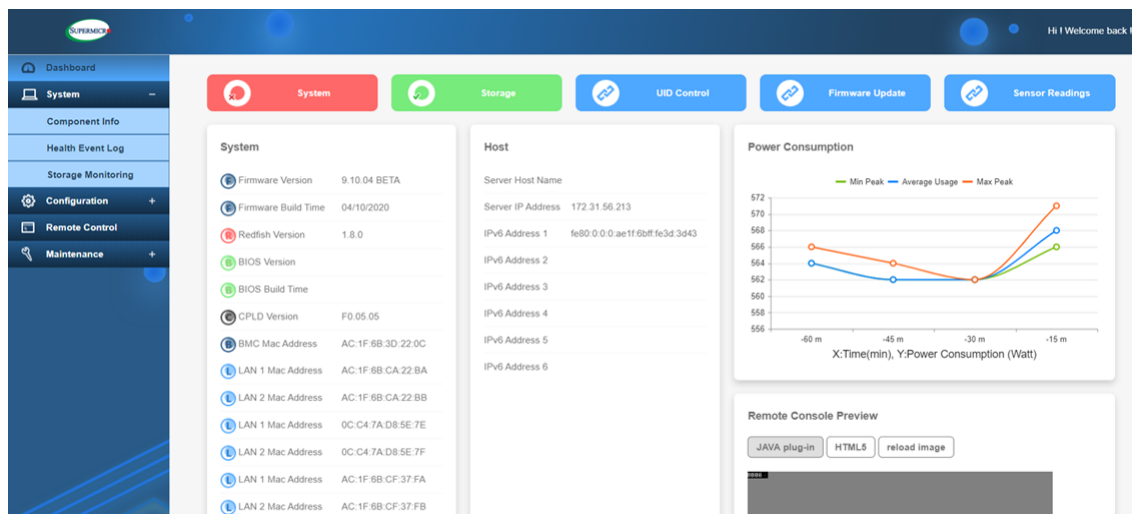 SUPERMICR
Hi ! Welcome back !
Dashboard
System
Component Info
Health Event Log
Storage Monitoring
Configuration
Remote Control
Maintenance
System
Storage
UID Control
Firmware Update
Sensor Readings
System
Firmware Version 9.10.04 BETA
Firmware Build Time 04/10/2020
Redfish Version 1.8.0
BIOS Version
BIOS Build Time
CPLD Version F0.05.05
BMC Mac Address AC:1F:6B:3D:22:0C
LAN 1 Mac Address AC:1F:6B:CA:22:BA
LAN 2 Mac Address AC:1F:6B:CA:22:BB
LAN 1 Mac Address 0C:C4:7A:D8:5E:7E
LAN 2 Mac Address 0C:C4:7A:D8:5E:7F
LAN 1 Mac Address AC:1F:6B:CF:37:FA
LAN 2 Mac Address AC:1F:6B:CF:37:FB
Host
Server Host Name
Server IP Address 172.31.56.213
IPv6 Address 1 fe80:0:0:0:ae1f:6bff:fe3d:3d43
IPv6 Address 2
IPv6 Address 3
IPv6 Address 4
IPv6 Address 5
IPv6 Address 6
Power Consumption
Min Peak Average Usage Max Peak
572
570
568
566
564
562
560
558
556
-60 m -45 m -30 m -15 m
X:Time(min), Y:Power Consumption (Watt)
Remote Console Preview
JAVA plug-in HTML5 reload image